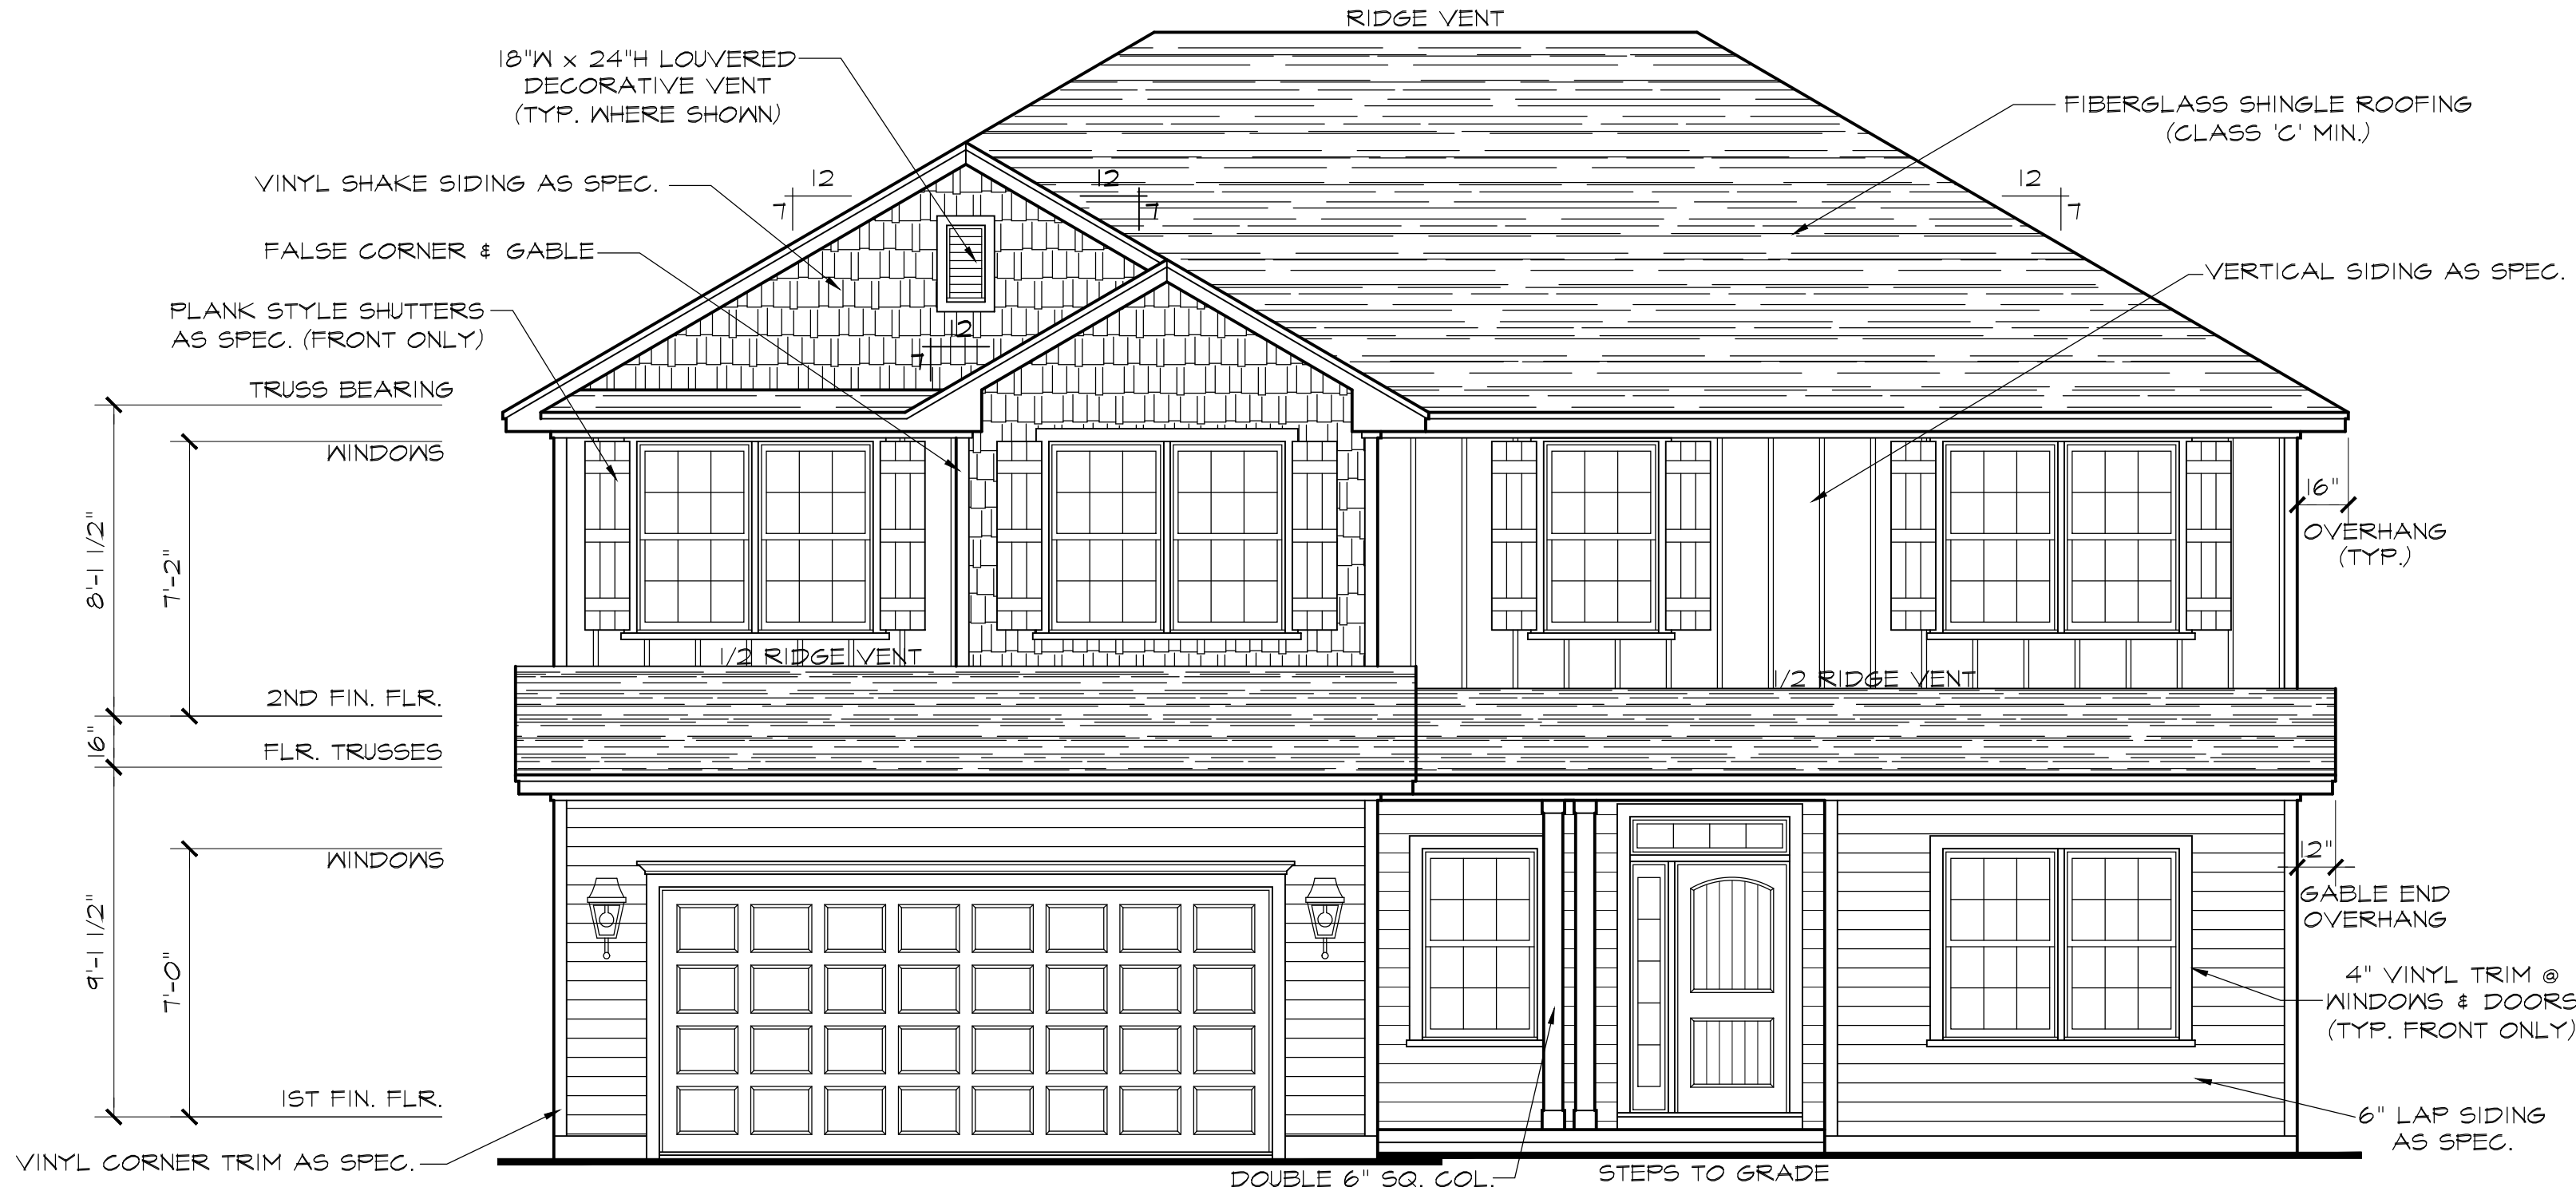 RIDGE VENT
18"W x 24"H LOUVERED
DECORATIVE VENT
(TYP. WHERE SHOWN)
FIBERGLASS SHINGLE ROOFING
(CLASS 'C' MIN.)
VINYL SHAKE SIDING AS SPEC.
12
7
12
7
12
7
FALSE CORNER & GABLE
VERTICAL SIDING AS SPEC.
PLANK STYLE SHUTTERS
AS SPEC. (FRONT ONLY)
12
7
TRUSS BEARING
WINDOWS
16"
OVERHANG
(TYP.)
8'-1 1/2"
7'-2"
1/2 RIDGE VENT
1/2 RIDGE VENT
2ND FIN. FLR.
16"
FLR. TRUSSES
WINDOWS
12"
GABLE END
OVERHANG
9'-1 1/2"
7'-0"
4" VINYL TRIM @
WINDOWS & DOORS
(TYP. FRONT ONLY)
1ST FIN. FLR.
6" LAP SIDING
AS SPEC.
VINYL CORNER TRIM AS SPEC.
DOUBLE 6" SQ. COL.
STEPS TO GRADE